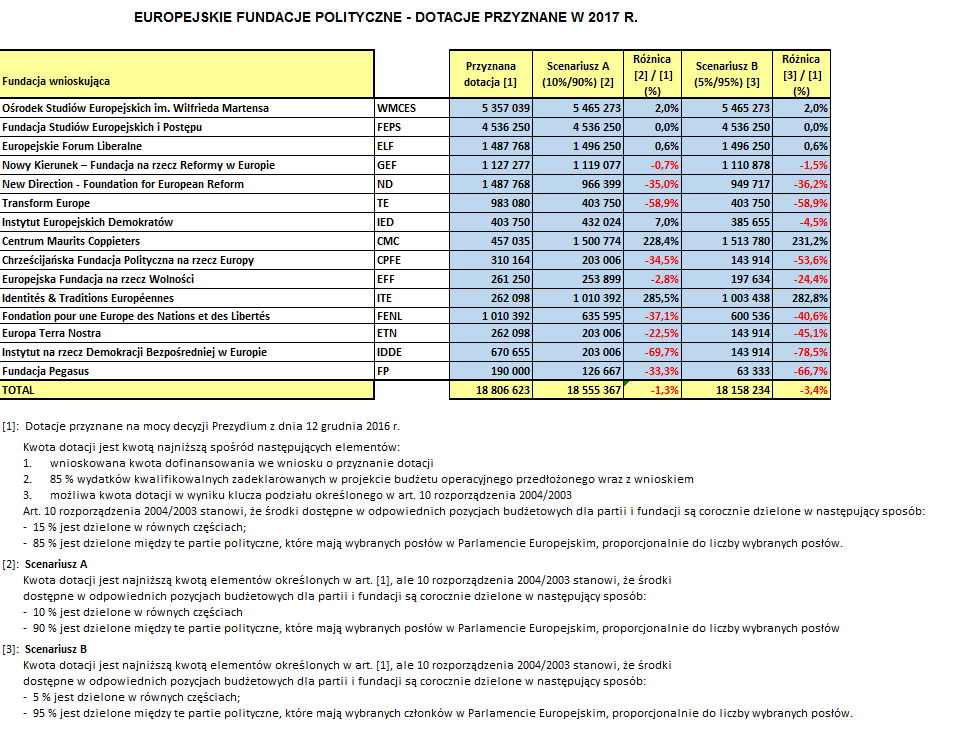 EUROPEJSKIE FUNDACJE POLITYCZNE - DOTACJE PRZYZNANE W 2017 R.
Fundacja wnioskująca Przyznana dotacja [1] Scenariusz A (10%/90%) [2] Różnica [2] / [1] (%) Scenariusz B (5%/95%) [3] Różnica [3] / [1] (%)
Ośrodek Studiów Europejskich im. Wilfrieda Martensa WMCES 5 357 039 5 465 273 2,0% 5 465 273 2,0%
Fundacja Studiów Europejskich i Postępu FEPS 4 536 250 4 536 250 0,0% 4 536 250 0,0%
Europejskie Forum Liberalne ELF 1 487 768 1 496 250 0,6% 1 496 250 0,6%
Nowy Kierunek – Fundacja na rzecz Reformy w Europie GEF 1 127 277 1 119 077 -0,7% 1 110 878 -1,5%
New Direction - Foundation for European Reform ND 1 487 768 966 399 -35,0% 949 717 -36,2%
Transform Europe TE 983 080 403 750 -58,9% 403 750 -58,9%
Instytut Europejskich Demokratów IED 403 750 432 024 7,0% 385 655 -4,5%
Centrum Maurits Coppieters CMC 457 035 1 500 774 228,4% 1 513 780 231,2%
Chrześcijańska Fundacja Polityczna na rzecz Europy CPFE 310 164 203 006 -34,5% 143 914 -53,6%
Europejska Fundacja na rzecz Wolności EFF 261 250 253 899 -2,8% 197 634 -24,4%
Identités & Traditions Européennes ITE 262 098 1 010 392 285,5% 1 003 438 282,8%
Fondation pour une Europe des Nations et des Libertés FENL 1 010 392 635 595 -37,1% 600 536 -40,6%
Europa Terra Nostra ETN 262 098 203 006 -22,5% 143 914 -45,1%
Instytut na rzecz Demokracji Bezpośredniej w Europie IDDE 670 655 203 006 -69,7% 143 914 -78,5%
Fundacja Pegasus FP 190 000 126 667 -33,3% 63 333 -66,7%
TOTAL 18 806 623 18 555 367 -1,3% 18 158 234 -3,4%
[1]: Dotacje przyznane na mocy decyzji Prezydium z dnia 12 grudnia 2016 r.
Kwota dotacji jest kwotą najniższą spośród następujących elementów:
1. wnioskowana kwota dofinansowania we wniosku o przyznanie dotacji
2. 85 % wydatków kwalifikowalnych zadeklarowanych w projekcie budżetu operacyjnego przedłożonego wraz z wnioskiem
3. możliwa kwota dotacji w wyniku klucza podziału określonego w art. 10 rozporządzenia 2004/2003
Art. 10 rozporządzenia 2004/2003 stanowi, że środki dostępne w odpowiednich pozycjach budżetowych dla partii i fundacji są corocznie dzielone w następujący sposób:
- 15 % jest dzielone w równych częściach;
- 85 % jest dzielone między te partie polityczne, które mają wybranych posłów w Parlamencie Europejskim, proporcjonalnie do liczby wybranych posłów.
[2]: Scenariusz A
Kwota dotacji jest najniższą kwotą elementów określonych w art. [1], ale 10 rozporządzenia 2004/2003 stanowi, że środki
dostępne w odpowiednich pozycjach budżetowych dla partii i fundacji są corocznie dzielone w następujący sposób:
- 10 % jest dzielone w równych częściach
- 90 % jest dzielone między te partie polityczne, które mają wybranych posłów w Parlamencie Europejskim, proporcjonalnie do liczby wybranych posłów
[3]: Scenariusz B
Kwota dotacji jest najniższą kwotą elementów określonych w art. [1], ale 10 rozporządzenia 2004/2003 stanowi, że środki
dostępne w odpowiednich pozycjach budżetowych dla partii i fundacji są corocznie dzielone w następujący sposób:
- 5 % jest dzielone w równych częściach;
- 95 % jest dzielone między te partie polityczne, które mają wybranych członków w Parlamencie Europejskim, proporcjonalnie do liczby wybranych posłów.